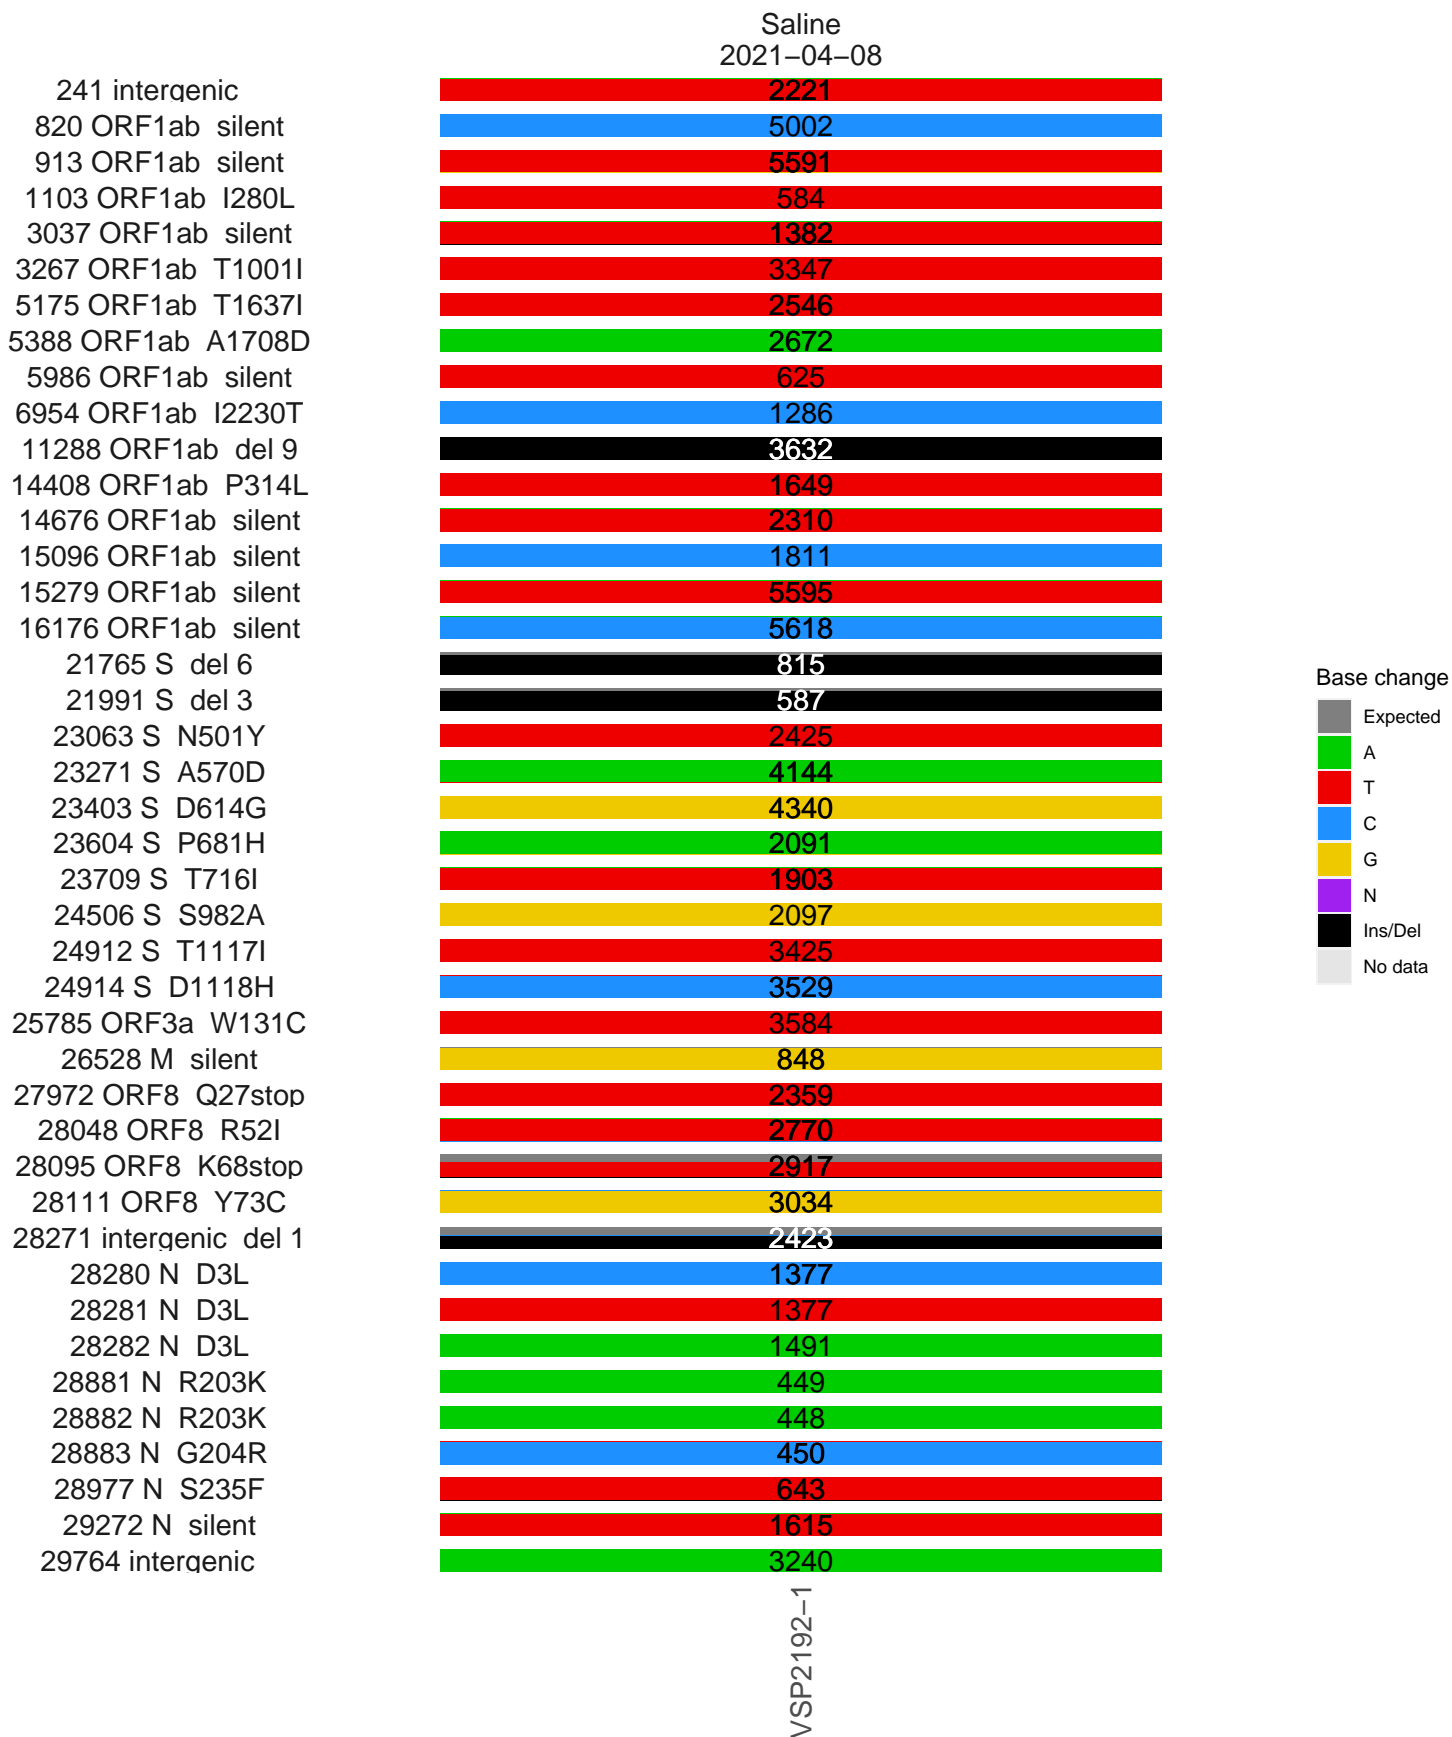 Saline
2021−04−08
241 intergenic 2221
820 ORF1ab silent 5002
913 ORF1ab silent 5591
1103 ORF1ab I280L 584
3037 ORF1ab silent 1382
3267 ORF1ab T1001I 3347
5175 ORF1ab T1637I 2546
5388 ORF1ab A1708D 2672
5986 ORF1ab silent 625
6954 ORF1ab I2230T 1286
11288 ORF1ab del 9 3632
14408 ORF1ab P314L 1649
14676 ORF1ab silent 2310
15096 ORF1ab silent 1811
15279 ORF1ab silent 5595
16176 ORF1ab silent 5618
21765 S del 6 815
21991 S del 3 587
23063 S N501Y 2425
23271 S A570D 4144
23403 S D614G 4340
23604 S P681H 2091
23709 S T716I 1903
24506 S S982A 2097
24912 S T1117I 3425
24914 S D1118H 3529
25785 ORF3a W131C 3584
26528 M silent 848
27972 ORF8 Q27stop 2359
28048 ORF8 R52I 2770
28095 ORF8 K68stop 2917
28111 ORF8 Y73C 3034
28271 intergenic del 1 2423
28280 N D3L 1377
28281 N D3L 1377
28282 N D3L 1491
28881 N R203K 449
28882 N R203K 448
28883 N G204R 450
28977 N S235F 643
29272 N silent 1615
29764 intergenic 3240
VSP2192−1
Base change
Expected
A
T
C
G
N
Ins/Del
No data